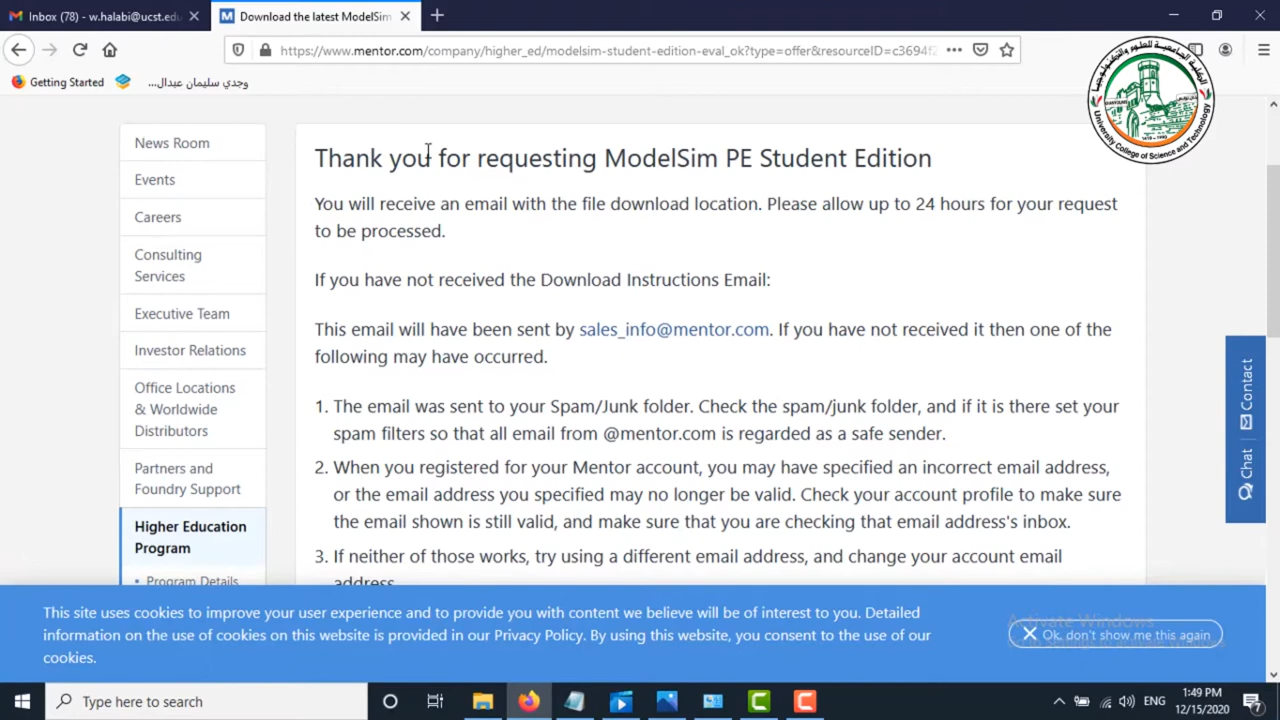 Inbox (78) - w.halabi@ucst.edu
Download the latest ModelSim
https://www.mentor.com/company/higher_ed/modelsim-student-edition-eval_ok?type=offer&resourceID=c3694f2
Getting Started
وجدي سليمان عبدال...
الكلية الجامعية للعلوم والتكنولوجيا
University College of Science and Technology
News Room
Events
Careers
Consulting
Services
Executive Team
Investor Relations
Office Locations
& Worldwide
Distributors
Partners and
Foundry Support
Higher Education
Program
• Program Details
Thank you for requesting ModelSim PE Student Edition
You will receive an email with the file download location. Please allow up to 24 hours for your request
to be processed.
If you have not received the Download Instructions Email:
This email will have been sent by sales_info@mentor.com. If you have not received it then one of the
following may have occurred.
1. The email was sent to your Spam/Junk folder. Check the spam/junk folder, and if it is there set your
spam filters so that all email from @mentor.com is regarded as a safe sender.
2. When you registered for your Mentor account, you may have specified an incorrect email address,
or the email address you specified may no longer be valid. Check your account profile to make sure
the email shown is still valid, and make sure that you are checking that email address's inbox.
3. If neither of those works, try using a different email address, and change your account email
address.
Contact
Chat
This site uses cookies to improve your user experience and to provide you with content we believe will be of interest to you. Detailed
information on the use of cookies on this website is provided in our Privacy Policy. By using this website, you consent to the use of our
cookies.
Activate Windows
Ok, don't show me this again
Type here to search
ENG
1:49 PM
12/15/2020
7